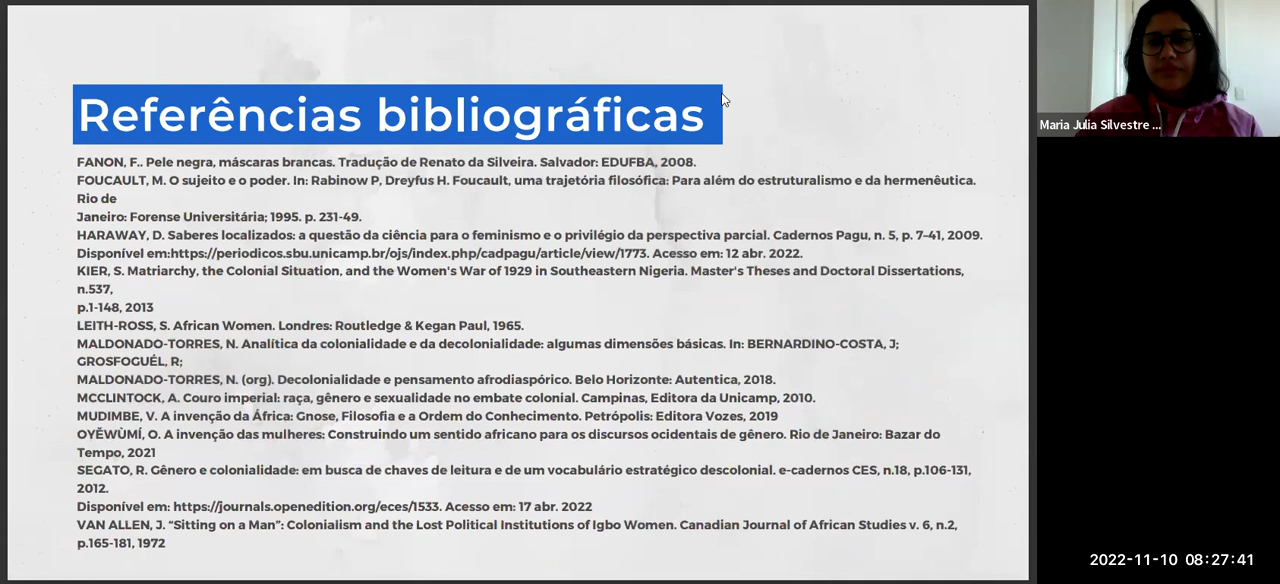 Referências bibliográficas
FANON, F.. Pele negra, máscaras brancas. Tradução de Renato da Silveira. Salvador: EDUFBA, 2008.
FOUCAULT, M. O sujeito e o poder. In: Rabinow P, Dreyfus H. Foucault, uma trajetória filosófica: Para além do estruturalismo e da hermenêutica.
Rio de
Janeiro: Forense Universitária; 1995. p. 231-49.
HARAWAY, D. Saberes localizados: a questão da ciência para o feminismo e o privilégio da perspectiva parcial. Cadernos Pagu, n. 5, p. 7–41, 2009.
Disponível em:https://periodicos.sbu.unicamp.br/ojs/index.php/cadpagu/article/view/1773. Acesso em: 12 abr. 2022.
KIER, S. Matriarchy, the Colonial Situation, and the Women's War of 1929 in Southeastern Nigeria. Master's Theses and Doctoral Dissertations,
n.537,
p.1-148, 2013
LEITH-ROSS, S. African Women. Londres: Routledge & Kegan Paul, 1965.
MALDONADO-TORRES, N. Analítica da colonialidade e da decolonialidade: algumas dimensões básicas. In: BERNARDINO-COSTA, J;
GROSFOGUÉL, R;
MALDONADO-TORRES, N. (org). Decolonialidade e pensamento afrodiaspórico. Belo Horizonte: Autentica, 2018.
MCCLINTOCK, A. Couro imperial: raça, gênero e sexualidade no embate colonial. Campinas, Editora da Unicamp, 2010.
MUDIMBE, V. A invenção da África: Gnose, Filosofia e a Ordem do Conhecimento. Petrópolis: Editora Vozes, 2019
OYĚWÙMÍ, O. A invenção das mulheres: Construindo um sentido africano para os discursos ocidentais de gênero. Rio de Janeiro: Bazar do
Tempo, 2021
SEGATO, R. Gênero e colonialidade: em busca de chaves de leitura e de um vocabulário estratégico descolonial. e-cadernos CES, n.18, p.106-131,
2012.
Disponível em: https://journals.openedition.org/eces/1533. Acesso em: 17 abr. 2022
VAN ALLEN, J. “Sitting on a Man”: Colonialism and the Lost Political Institutions of Igbo Women. Canadian Journal of African Studies v. 6, n.2,
p.165-181, 1972
Maria Julia Silvestre ...
2022-11-10 08:27:41